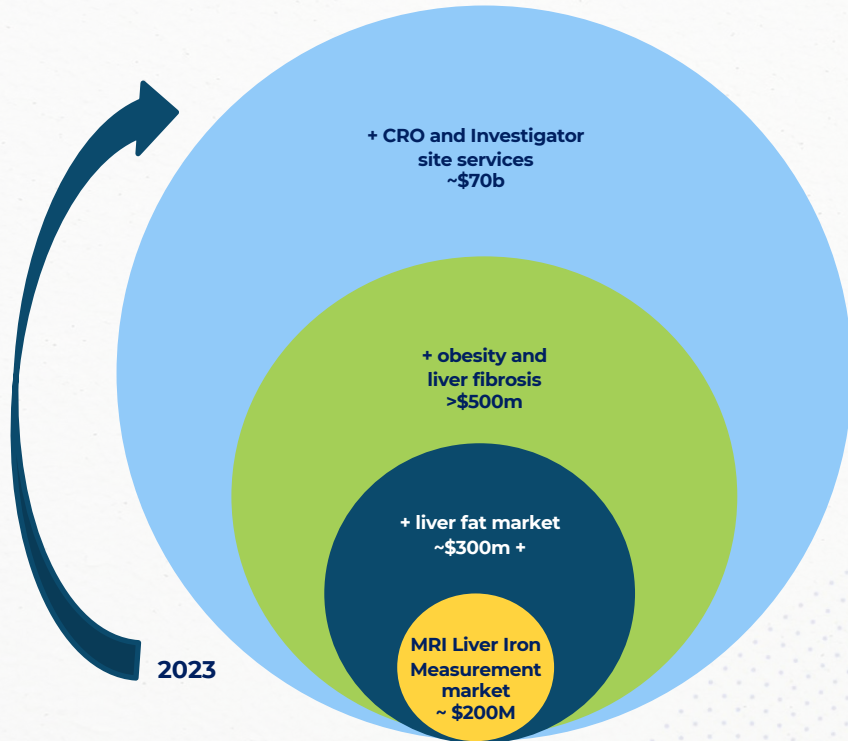 + CRO and Investigator
site services
~$70b
+ obesity and
liver fibrosis
>$500m
+ liver fat market
~$300m +
MRI Liver Iron
Measurement
market
~ $200M
2023